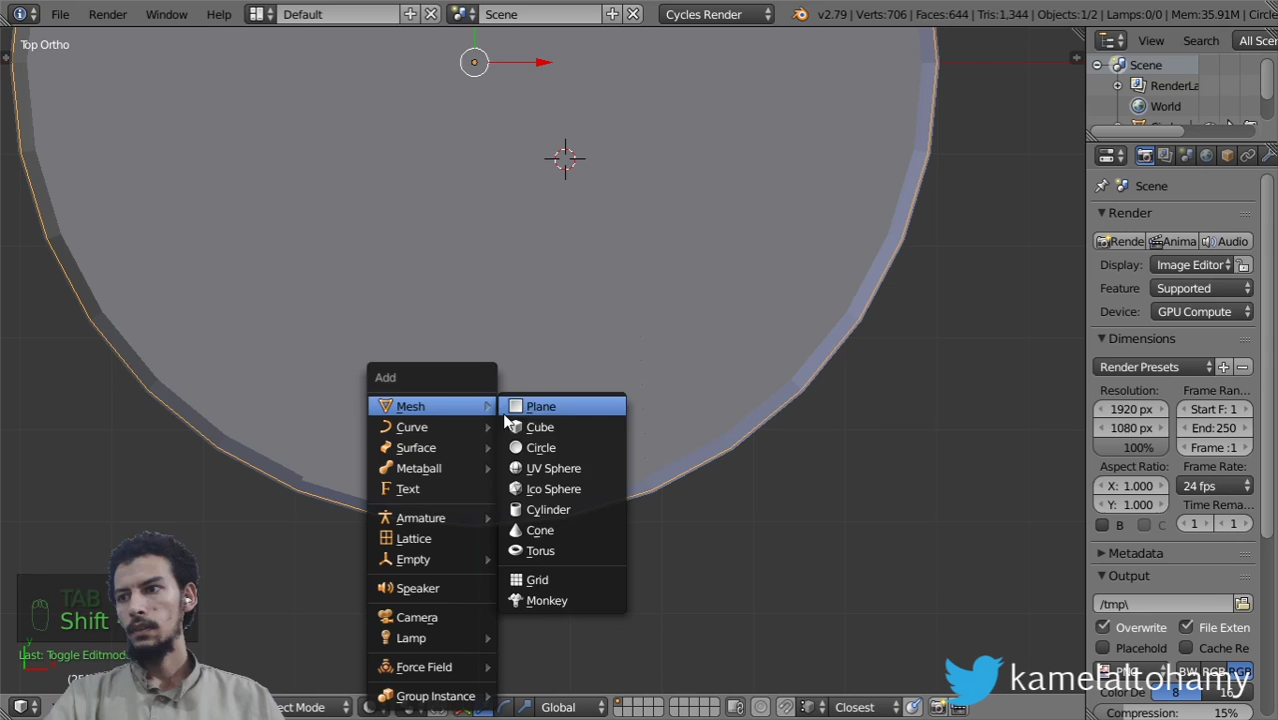 File Render Window Help Default Scene Cycles Render v2.79 | Verts:706 | Faces:644 | Tris:1,344 | Objects:1/2 | Lamps:0/0 | Mem:35.91M | Circle
Top Ortho
View Search All Scen
Scene
RenderLa
World
Scene
Render
Rende Anima Audio
Display: Image Editor
Feature Supported
Device: GPU Compute
Dimensions
Render Presets
Resolution: Frame Ran
1920 px Start F: 1
1080 px End:250
100% Frame :1
Aspect Ratio: Frame Rate
X: 1.000 24 fps
Y: 1.000 Time Rema
B C 1 1
Metadata
Output
/tmp\
Overwrite File Exten
Placehold Cache Re
PNG BW RGB RGB
Color De 8 16
Compression: 15%
Add
Mesh
Curve
Surface
Metaball
Text
Armature
Lattice
Empty
Speaker
Camera
Lamp
Force Field
Group Instance
Plane
Cube
Circle
UV Sphere
Ico Sphere
Cylinder
Cone
Torus
Grid
Monkey
TAB
Shift
Last: Toggle Editmod
ect Mode Global Closest
kamelaltohamy